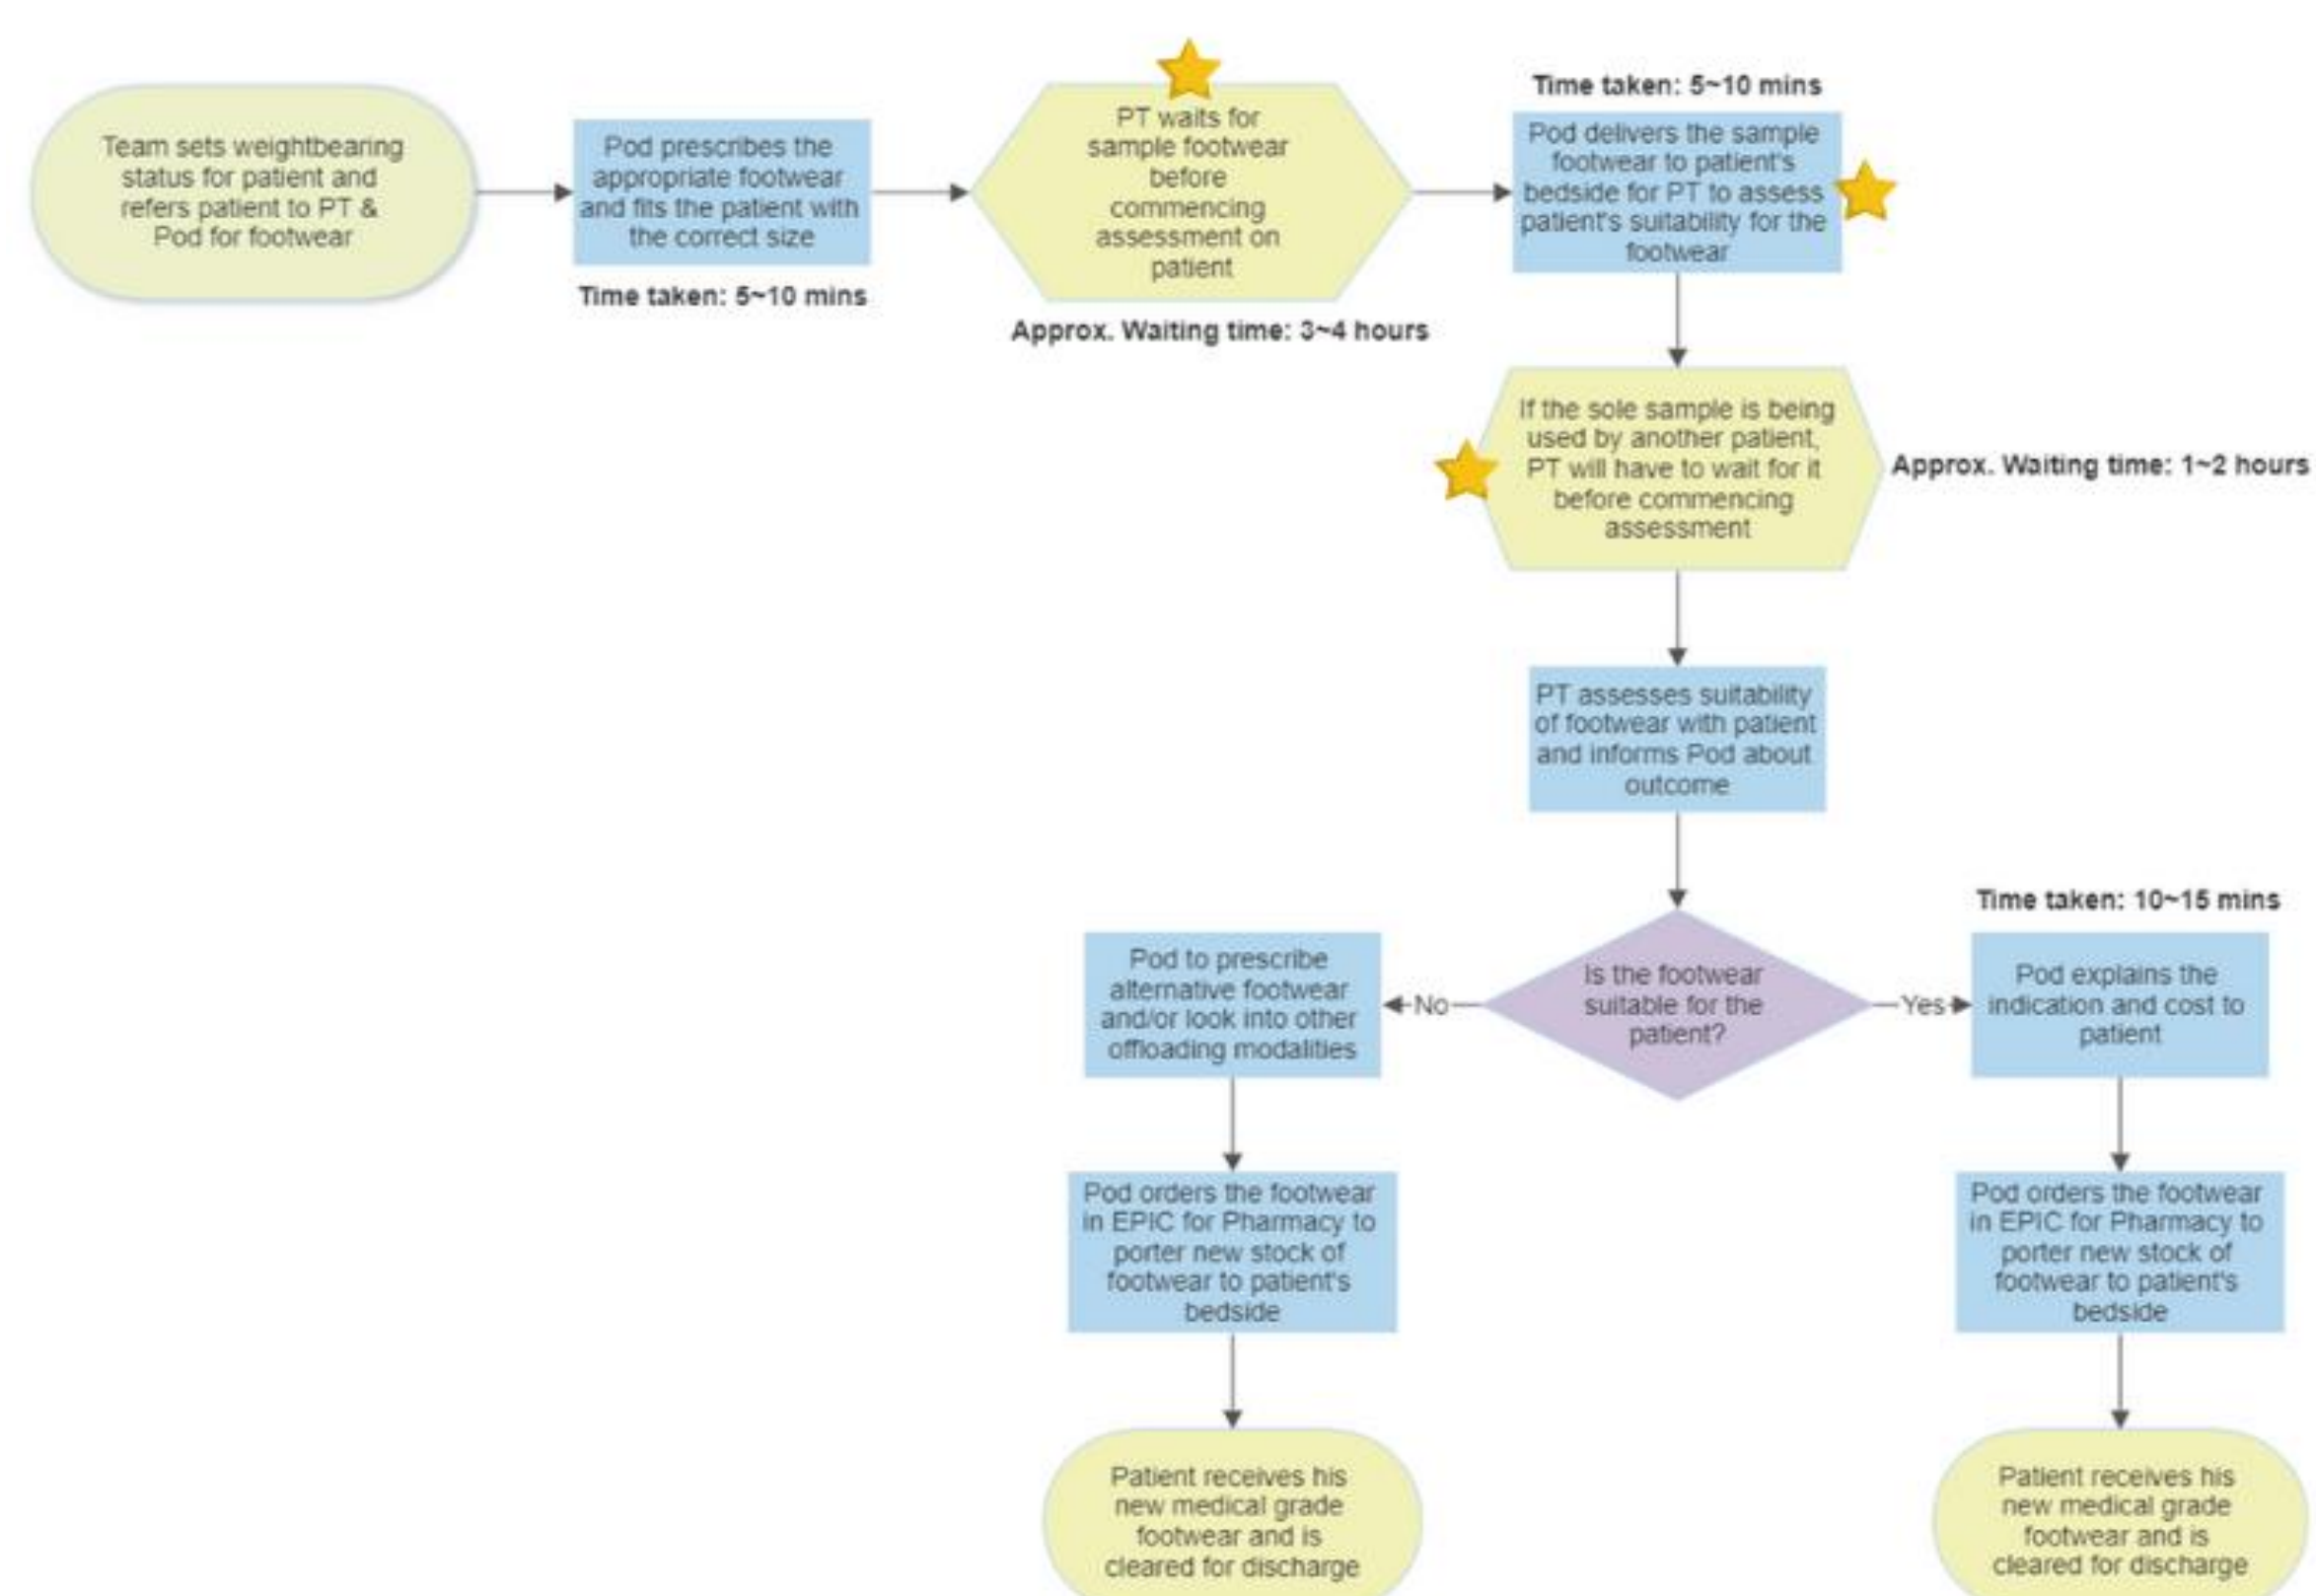 Team sets weightbearing
status for patient and
refers patient to PT &
Pod for footwear
Pod prescribes the
appropriate footwear
and fits the patient with
the correct size
Time taken: 5~10 mins
PT waits for
sample footwear
before
commencing
assessment on
patient
Approx. Waiting time: 3~4 hours
Time taken: 5~10 mins
Pod delivers the sample
footwear to patient's
bedside for PT to assess
patient's suitability for the
footwear
If the sole sample is being
used by another patient,
PT will have to wait for it
before commencing
assessment
Approx. Waiting time: 1~2 hours
PT assesses suitability
of footwear with patient
and informs Pod about
outcome
Is the footwear
suitable for the
patient?
No
Yes
Pod to prescribe
alternative footwear
and/or look into other
offloading modalities
Pod orders the footwear
in EPIC for Pharmacy to
porter new stock of
footwear to patient's
bedside
Patient receives his
new medical grade
footwear and is
cleared for discharge
Time taken: 10~15 mins
Pod explains the
indication and cost to
patient
Pod orders the footwear
in EPIC for Pharmacy to
porter new stock of
footwear to patient's
bedside
Patient receives his
new medical grade
footwear and is
cleared for discharge